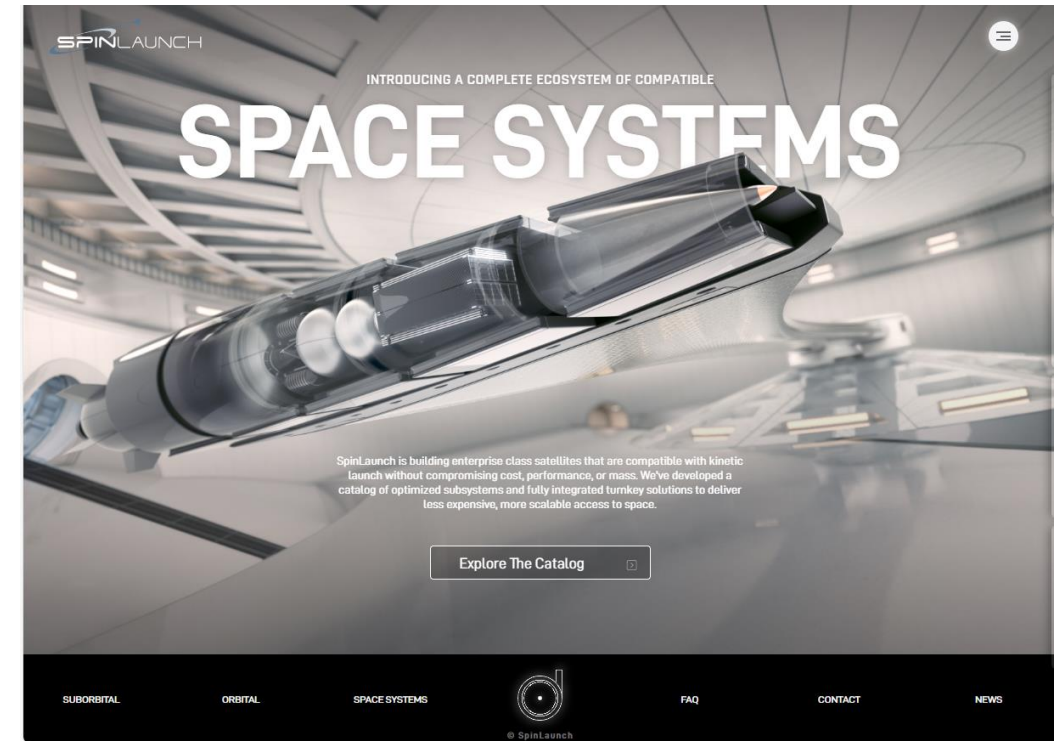 SPINLAUNCH
INTRODUCING A COMPLETE ECOSYSTEM OF COMPATIBLE
SPACE SYSTEMS
SpinLaunch is building enterprise class satellites that are compatible with kinetic
launch without compromising cost, performance, or mass. We've developed a
catalog of optimized subsystems and fully integrated turnkey solutions to deliver
less expensive, more scalable access to space.
Explore The Catalog
SUBORBITAL ORBITAL SPACE SYSTEMS FAQ CONTACT NEWS
© SpinLaunch